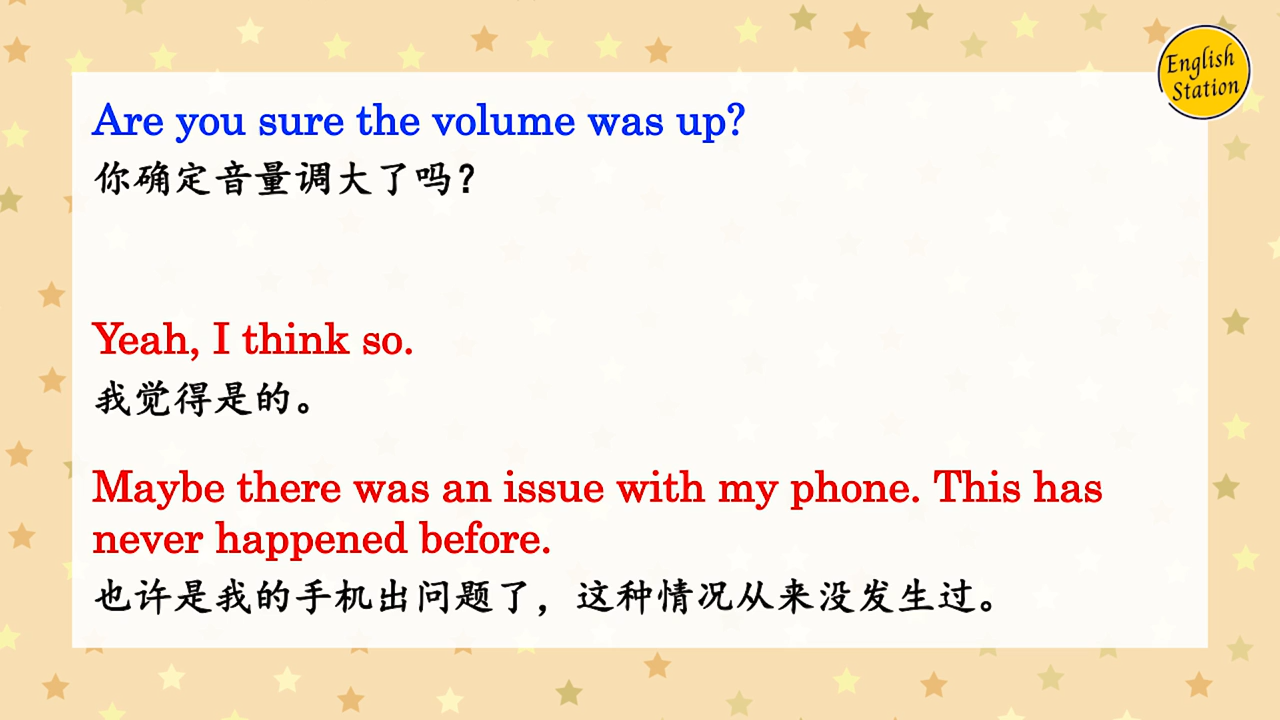 English
Station
Are you sure the volume was up?
你确定音量调大了吗？
Yeah, I think so.
我觉得是的。
Maybe there was an issue with my phone. This has
never happened before.
也许是我的手机出问题了，这种情况从来没发生过。